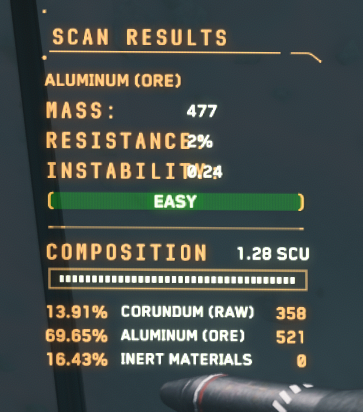 SCAN RESULTS
ALUMINUM (ORE)
MASS: 477
RESISTANCE: 2%
INSTABILITY: 0.24
EASY
COMPOSITION 1.28 SCU
13.91% CORUNDUM (RAW) 358
69.65% ALUMINUM (ORE) 521
16.43% INERT MATERIALS 0